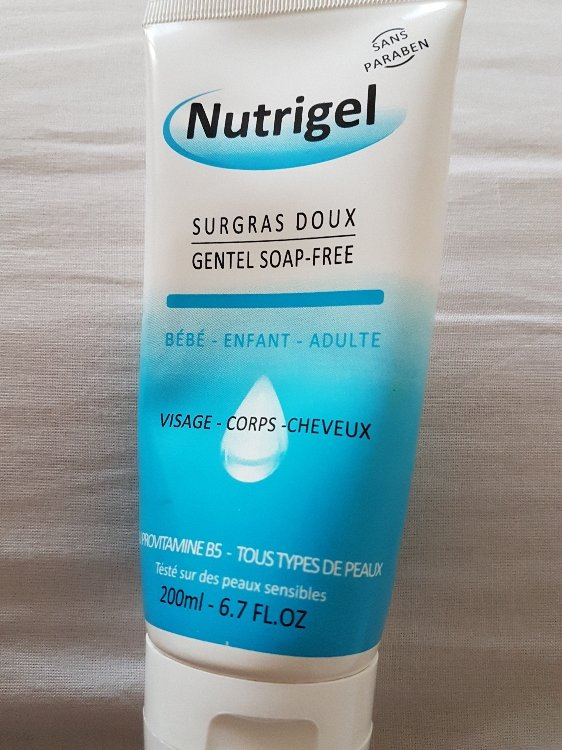 SANS
PARABEN
Nutrigel
SURGRAS DOUX
GENTEL SOAP-FREE
BÉBÉ - ENFANT - ADULTE
VISAGE - CORPS -CHEVEUX
PROVITAMINE B5 - TOUS TYPES DE PEAUX
Tésté sur des peaux sensibles
200ml - 6.7 FL.OZ